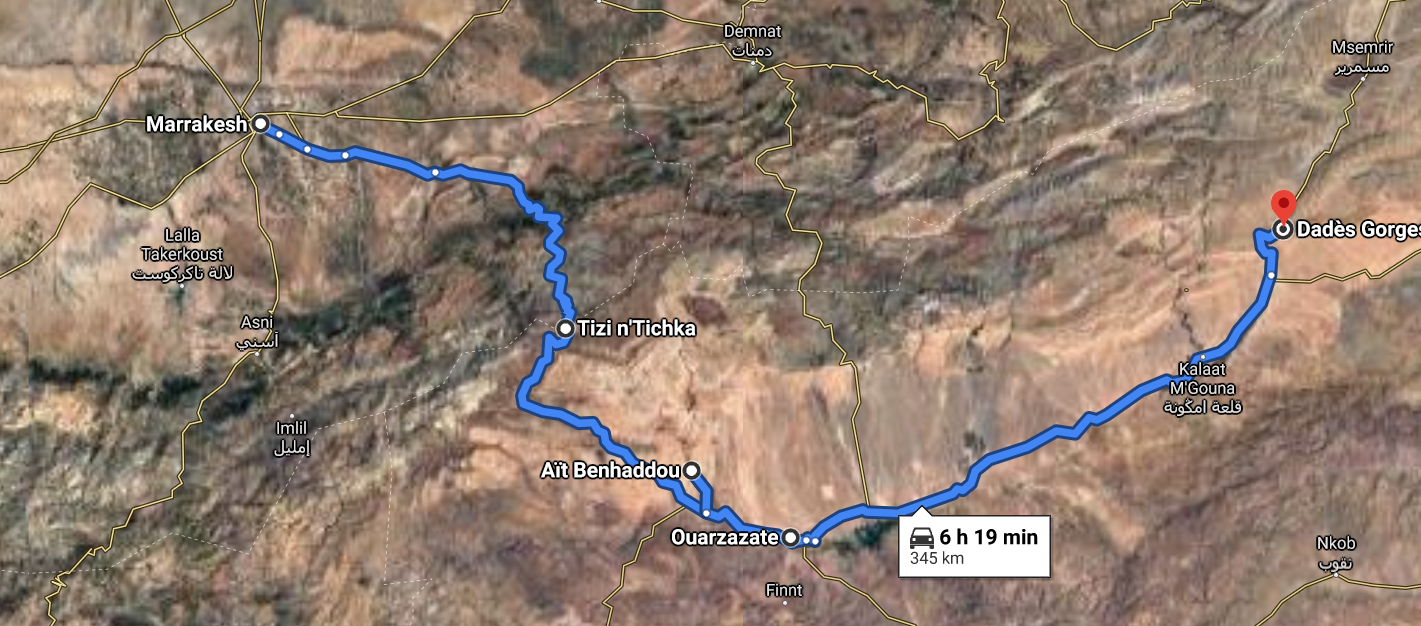 Demnat
دمنات
Msemrir
مسمرير
Marrakesh
Lalla
Takerkoust
لالة تاكركوست
Dadès Gorges
Asni
أسني
Tizi n'Tichka
Kalaat
M'Gouna
قلعة امڭونة
Imlil
إمليل
Aït Benhaddou
Ouarzazate
6 h 19 min
345 km
Nkob
نقوب
Finnt